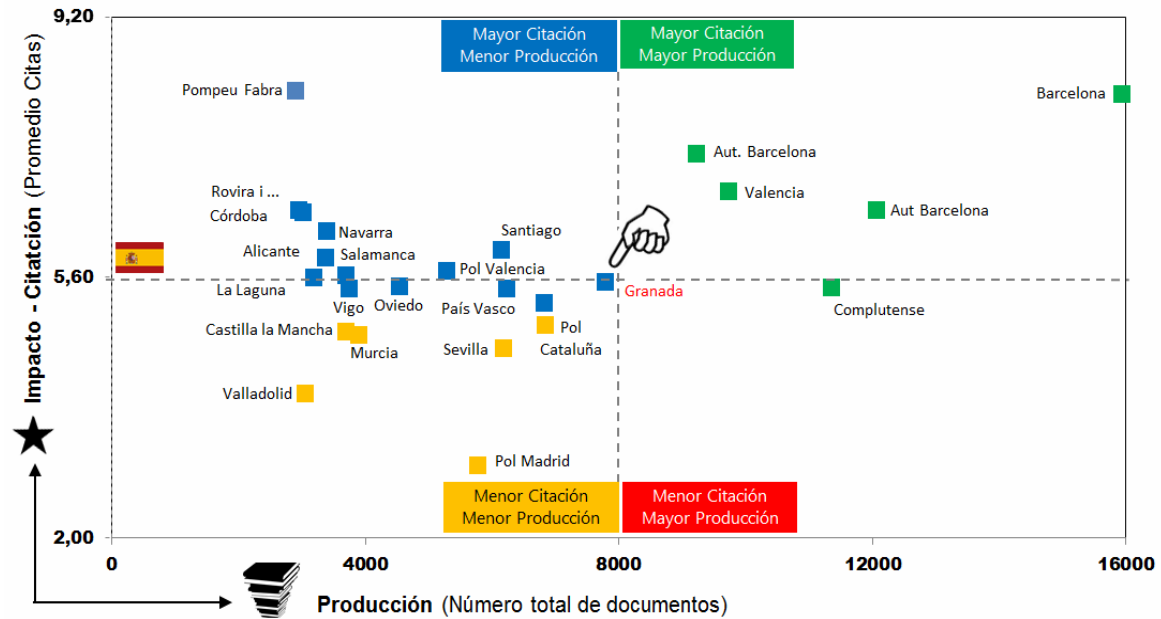 9,20
Mayor Citación
Menor Producción
Mayor Citación
Mayor Producción
Impacto - Citatción (Promedio Citas)
Pompeu Fabra
Barcelona
Aut. Barcelona
Valencia
Rovira i ...
Córdoba
Aut Barcelona
Navarra
Santiago
Alicante
Salamanca
Pol Valencia
5,60
La Laguna
Granada
Vigo
Oviedo
País Vasco
Complutense
Castilla la Mancha
Murcia
Sevilla
Pol
Cataluña
Valladolid
Pol Madrid
Menor Citación
Menor Producción
Menor Citación
Mayor Producción
2,00
0
4000
8000
12000
16000
Producción (Número total de documentos)